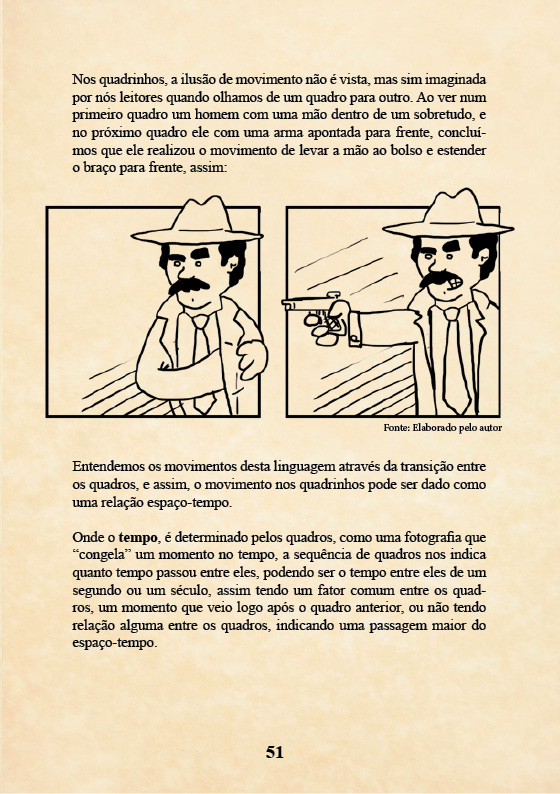 Nos quadrinhos, a ilusão de movimento não é vista, mas sim imaginada
por nós leitores quando olhamos de um quadro para outro. Ao ver num
primeiro quadro um homem com uma mão dentro de um sobretudo, e
no próximo quadro ele com uma arma apontada para frente, concluí-
mos que ele realizou o movimento de levar a mão ao bolso e estender
o braço para frente, assim:
Fonte: Elaborado pelo autor
Entendemos os movimentos desta linguagem através da transição entre
os quadros, e assim, o movimento nos quadrinhos pode ser dado como
uma relação espaço-tempo.
Onde o tempo, é determinado pelos quadros, como uma fotografia que
“congela” um momento no tempo, a sequência de quadros nos indica
quanto tempo passou entre eles, podendo ser o tempo entre eles de um
segundo ou um século, assim tendo um fator comum entre os quad-
ros, um momento que veio logo após o quadro anterior, ou não tendo
relação alguma entre os quadros, indicando uma passagem maior do
espaço-tempo.
51